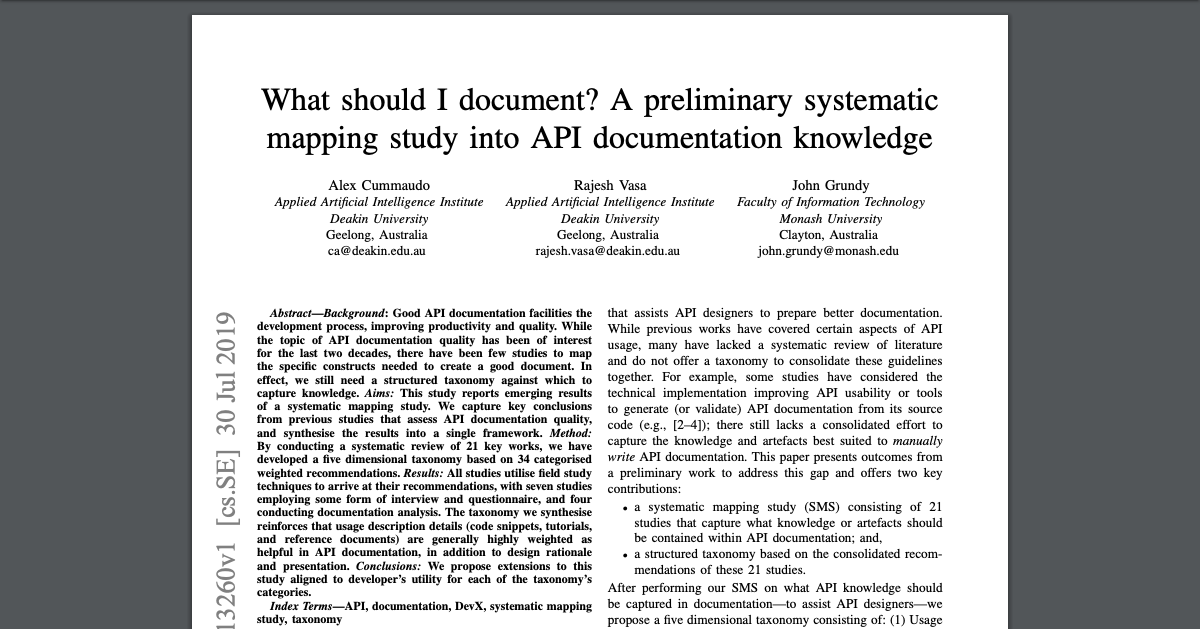 What should I document? A preliminary systematic
mapping study into API documentation knowledge
Alex Cummaudo
Applied Artificial Intelligence Institute
Deakin University
Geelong, Australia
ca@deakin.edu.au
Rajesh Vasa
Applied Artificial Intelligence Institute
Deakin University
Geelong, Australia
rajesh.vasa@deakin.edu.au
John Grundy
Faculty of Information Technology
Monash University
Clayton, Australia
john.grundy@monash.edu
13260v1 [cs.SE] 30 Jul 2019
Abstract—Background: Good API documentation facilities the
development process, improving productivity and quality. While
the topic of API documentation quality has been of interest
for the last two decades, there have been few studies to map
the specific constructs needed to create a good document. In
effect, we still need a structured taxonomy against which to
capture knowledge. Aims: This study reports emerging results
of a systematic mapping study. We capture key conclusions
from previous studies that assess API documentation quality,
and synthesise the results into a single framework. Method:
By conducting a systematic review of 21 key works, we have
developed a five dimensional taxonomy based on 34 categorised
weighted recommendations. Results: All studies utilise field study
techniques to arrive at their recommendations, with seven studies
employing some form of interview and questionnaire, and four
conducting documentation analysis. The taxonomy we synthesise
reinforces that usage description details (code snippets, tutorials,
and reference documents) are generally highly weighted as
helpful in API documentation, in addition to design rationale
and presentation. Conclusions: We propose extensions to this
study aligned to developer's utility for each of the taxonomy's
categories.
Index Terms—API, documentation, DevX, systematic mapping
study, taxonomy
that assists API designers to prepare better documentation.
While previous works have covered certain aspects of API
usage, many have lacked a systematic review of literature
and do not offer a taxonomy to consolidate these guidelines
together. For example, some studies have considered the
technical implementation improving API usability or tools
to generate (or validate) API documentation from its source
code (e.g., [2–4]); there still lacks a consolidated effort to
capture the knowledge and artefacts best suited to manually
write API documentation. This paper presents outcomes from
a preliminary work to address this gap and offers two key
contributions:
• a systematic mapping study (SMS) consisting of 21
studies that capture what knowledge or artefacts should
be contained within API documentation; and,
• a structured taxonomy based on the consolidated recom-
mendations of these 21 studies.
After performing our SMS on what API knowledge should
be captured in documentation—to assist API designers—we
propose a five dimensional taxonomy consisting of: (1) Usage